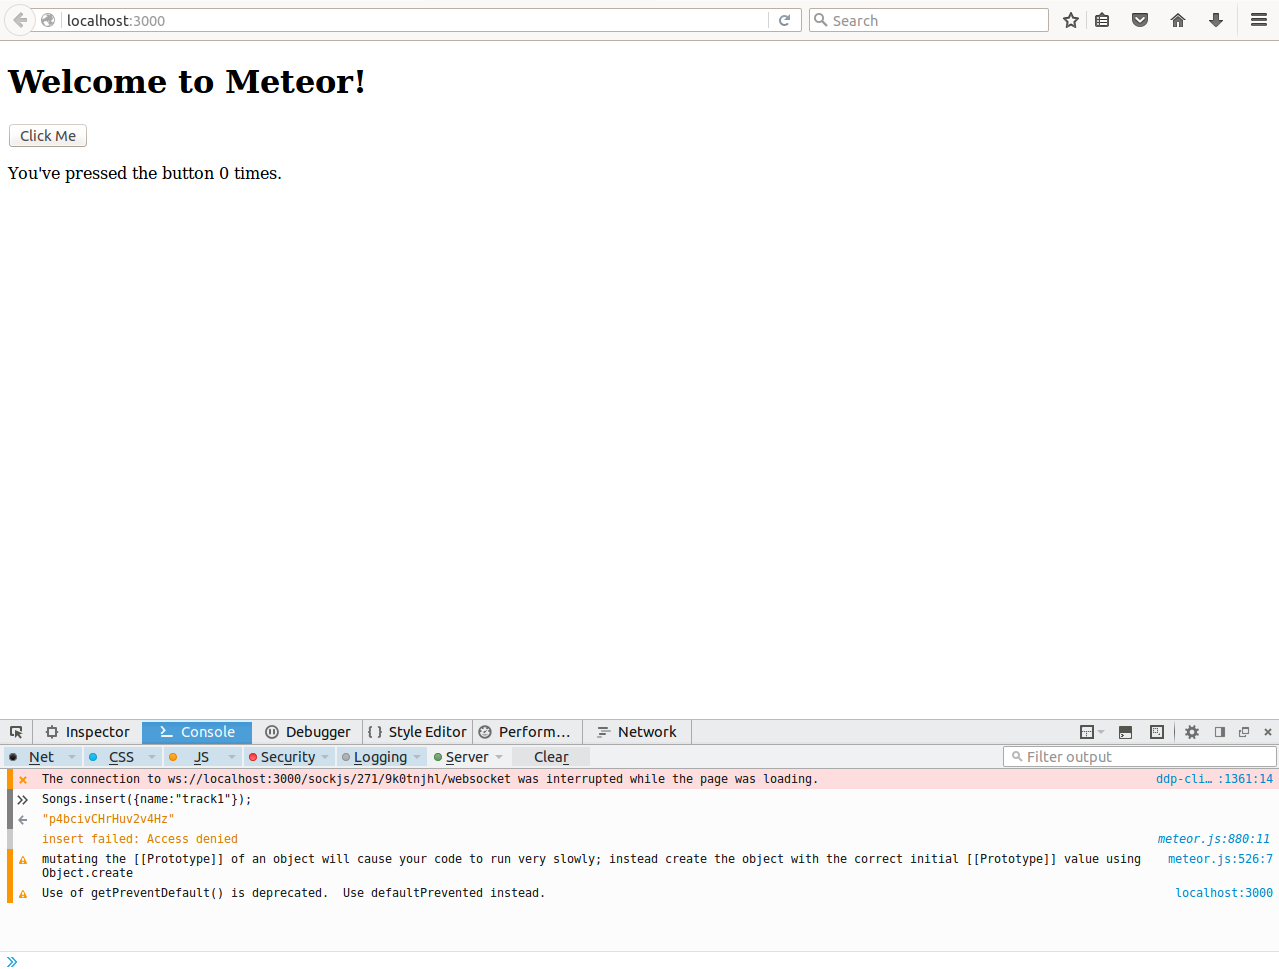 localhost:3000
Search
Welcome to Meteor!
Click Me
You've pressed the button 0 times.
Inspector Console Debugger { } Style Editor Perform… Network
Net CSS JS Security Logging Server Clear Filter output
The connection to ws://localhost:3000/sockjs/271/9k0tnjhl/websocket was interrupted while the page was loading. ddp-cli… :1361:14
Songs.insert({name:"track1"});
"p4bcivCHrHuv2v4Hz"
insert failed: Access denied meteor.js:880:11
mutating the [[Prototype]] of an object will cause your code to run very slowly; instead create the object with the correct initial [[Prototype]] value using meteor.js:526:7
Object.create
Use of getPreventDefault() is deprecated.  Use defaultPrevented instead. localhost:3000